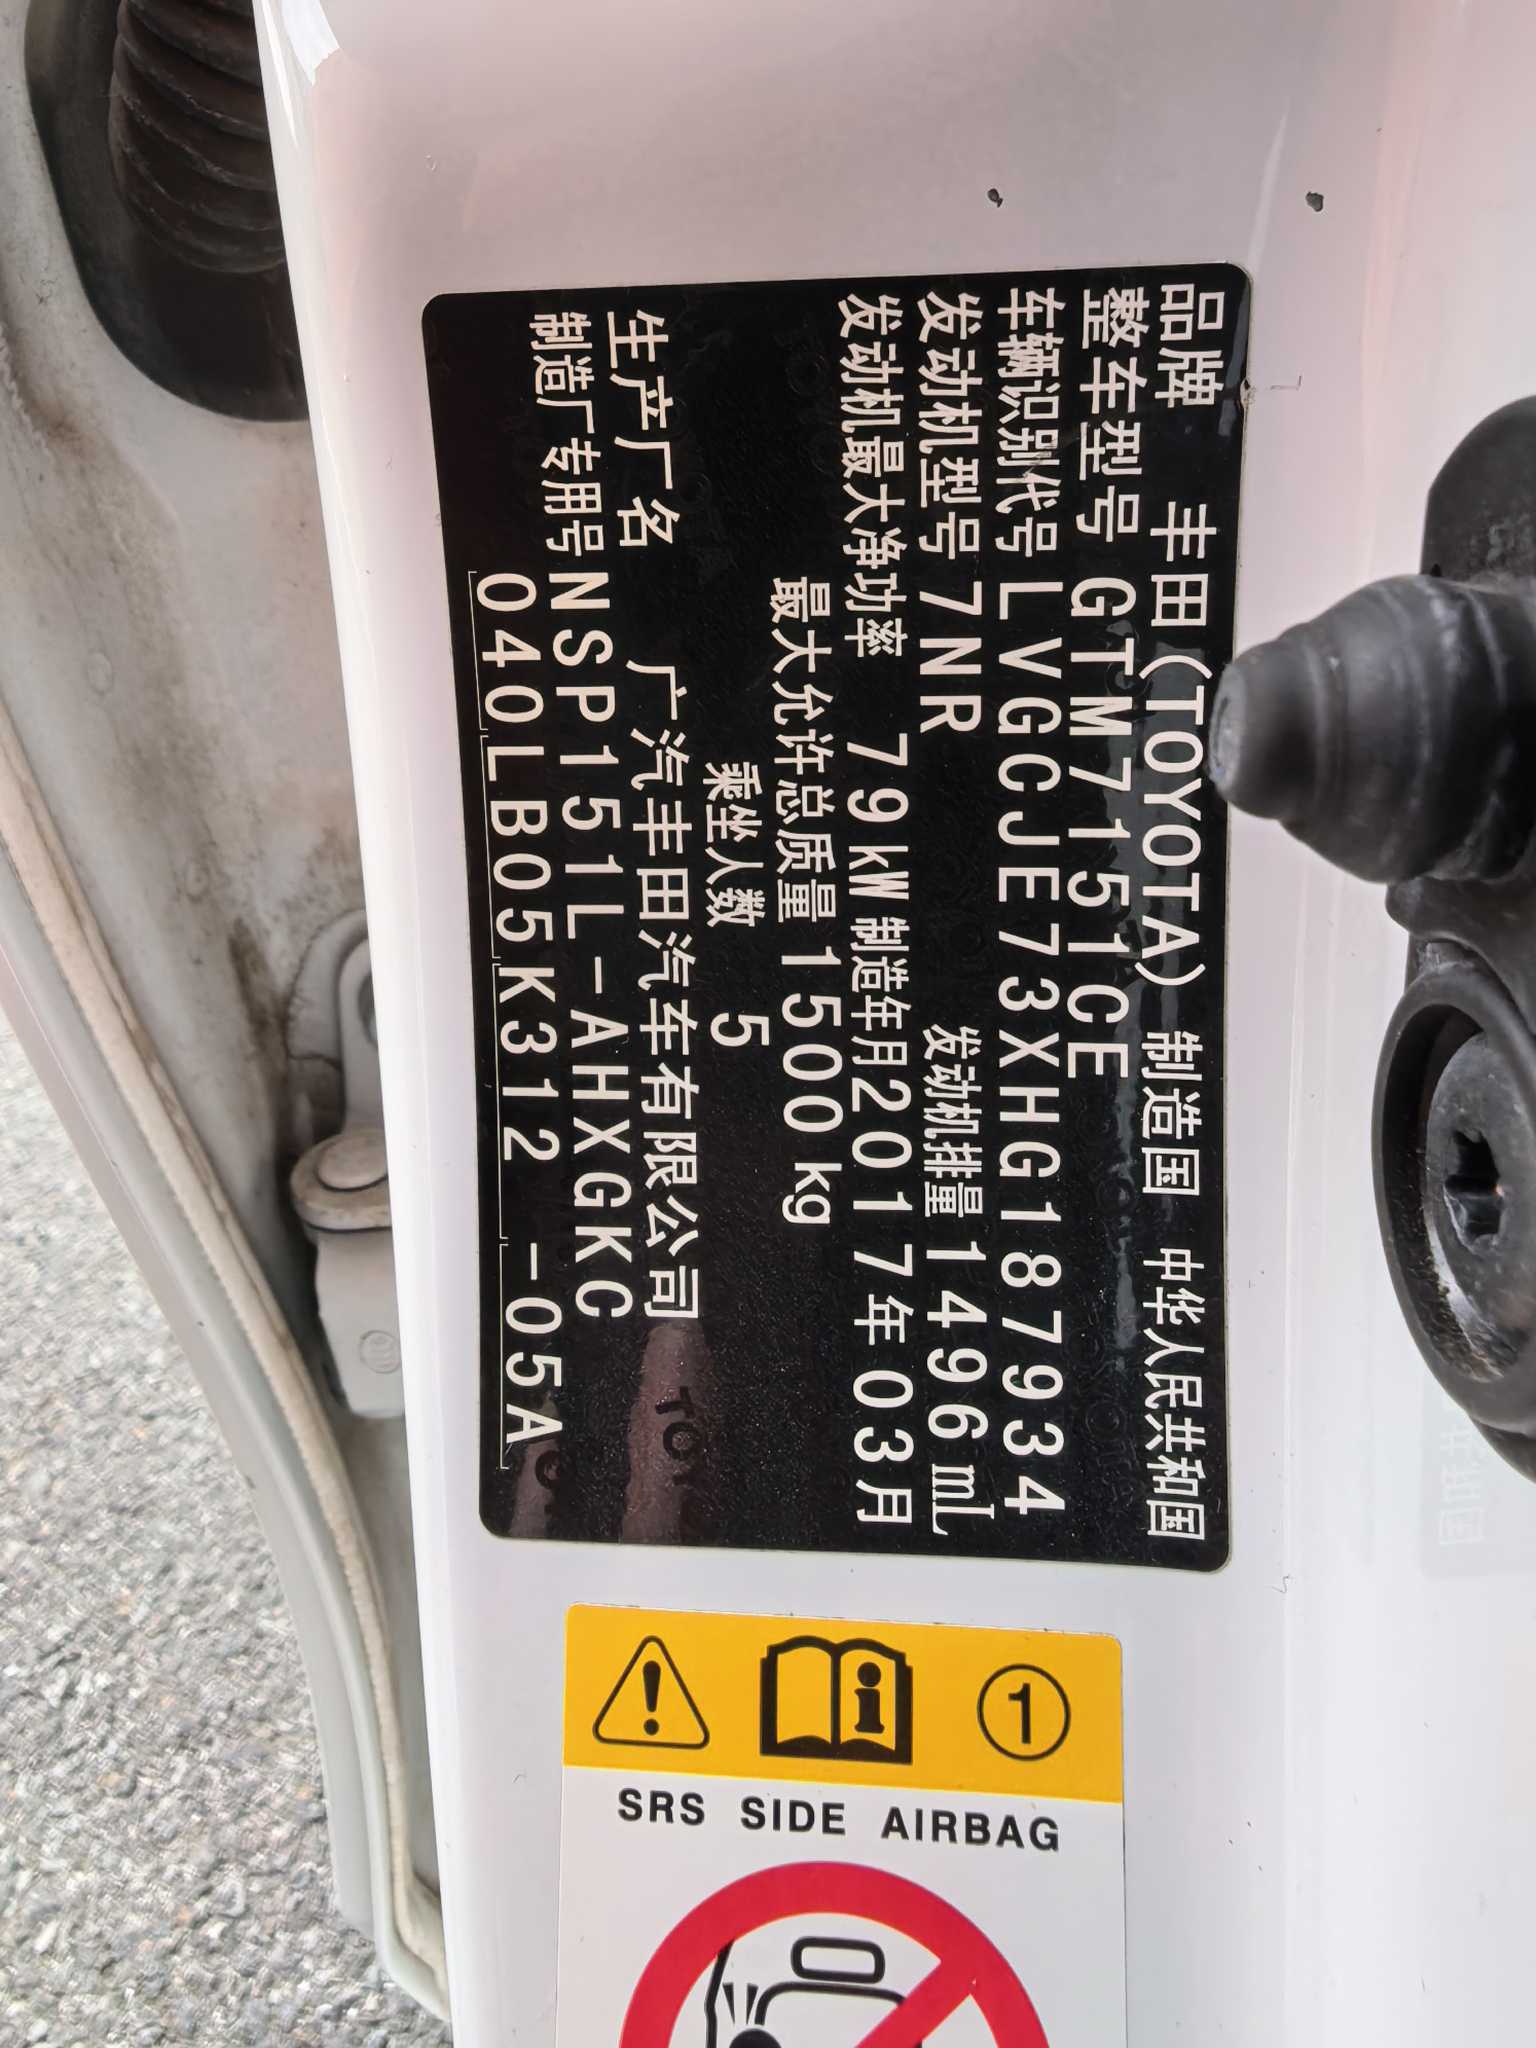 品牌 丰田(TOYOTA) 制造国 中华人民共和国
整车型号 GTM7151CE
车辆识别代号 LVGCJE73XHG187934
发动机型号 7NR 发动机排量 1496mL
发动机最大净功率 79kW 制造年月 2017年03月
最大允许总质量 1500kg
乘坐人数 5
生产厂名 广汽丰田汽车有限公司
制造厂专用号 NSP151L-AHXGKC
040LB05K312-05A
1
SRS SIDE AIRBAG